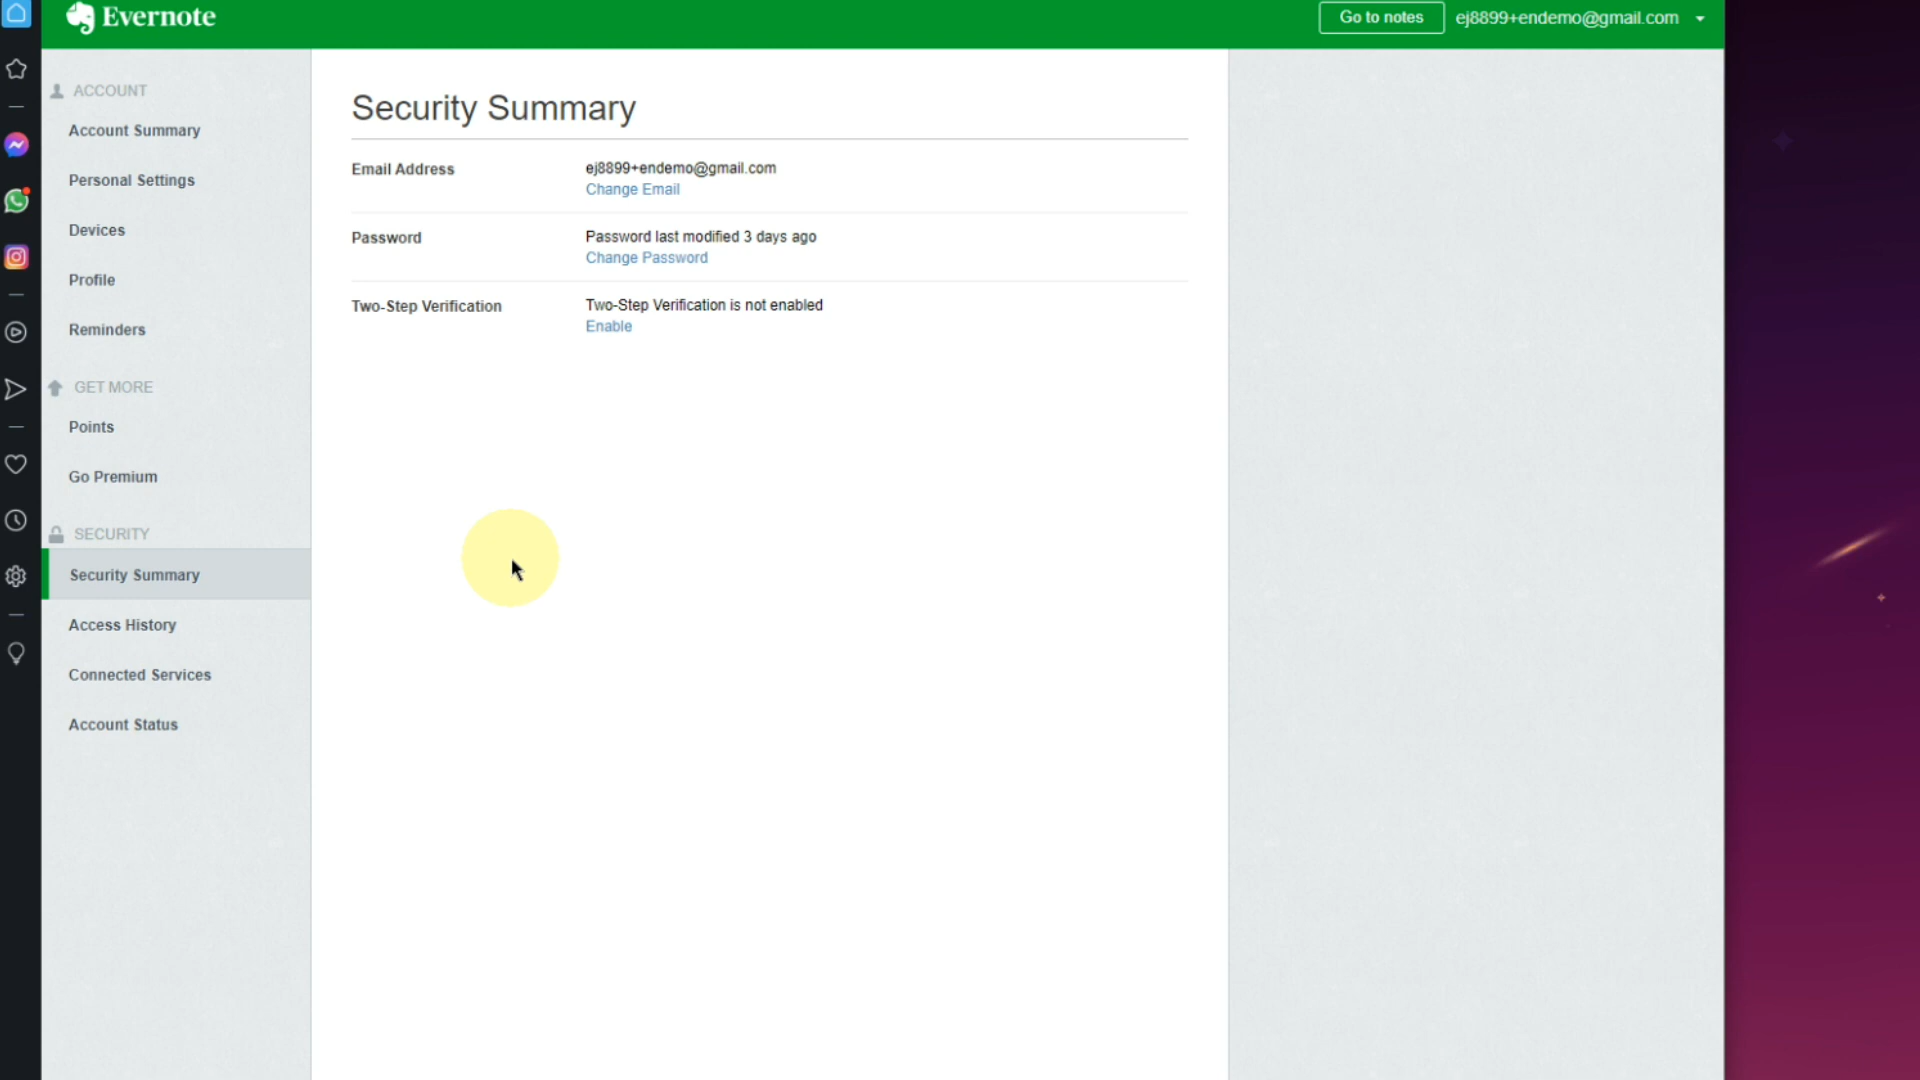 Evernote
Go to notes
ej8899+endemo@gmail.com
ACCOUNT
Account Summary
Personal Settings
Devices
Profile
Reminders
GET MORE
Points
Go Premium
SECURITY
Security Summary
Access History
Connected Services
Account Status
Security Summary
Email Address
ej8899+endemo@gmail.com
Change Email
Password
Password last modified 3 days ago
Change Password
Two-Step Verification
Two-Step Verification is not enabled
Enable